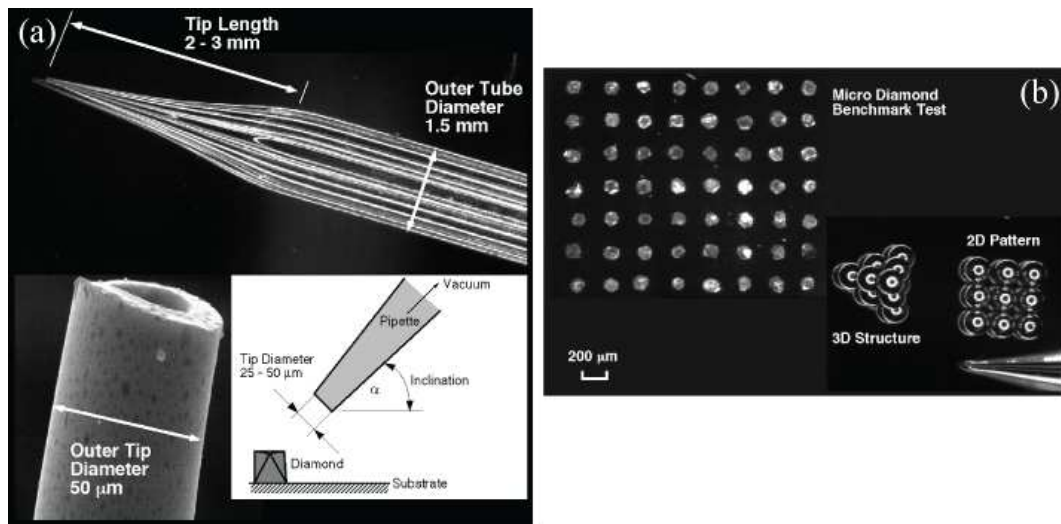 (a)
Tip Length
2 - 3 mm
Outer Tube
Diameter
1.5 mm
Outer Tip
Diameter
50 μm
Vacuum
Pipette
Tip Diameter
25 - 50 μm
Inclination
α
Diamond
Substrate
(b)
Micro Diamond
Benchmark Test
2D Pattern
3D Structure
200 μm